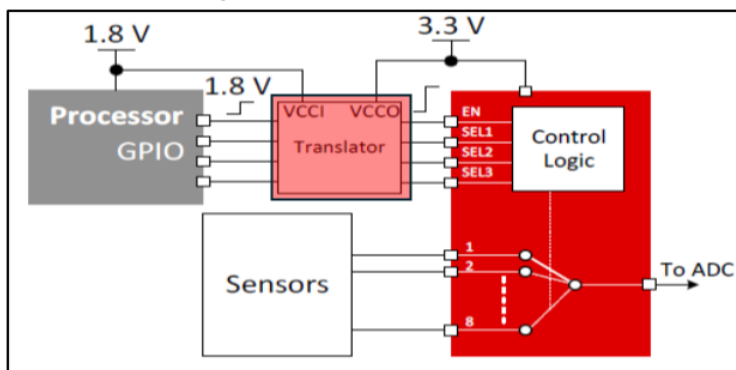 1.8 V
3.3 V
1.8 V
VCCI VCCO
Processor
GPIO
Translator
EN
SEL1
SEL2
SEL3
Control
Logic
Sensors
1
2
8
To ADC